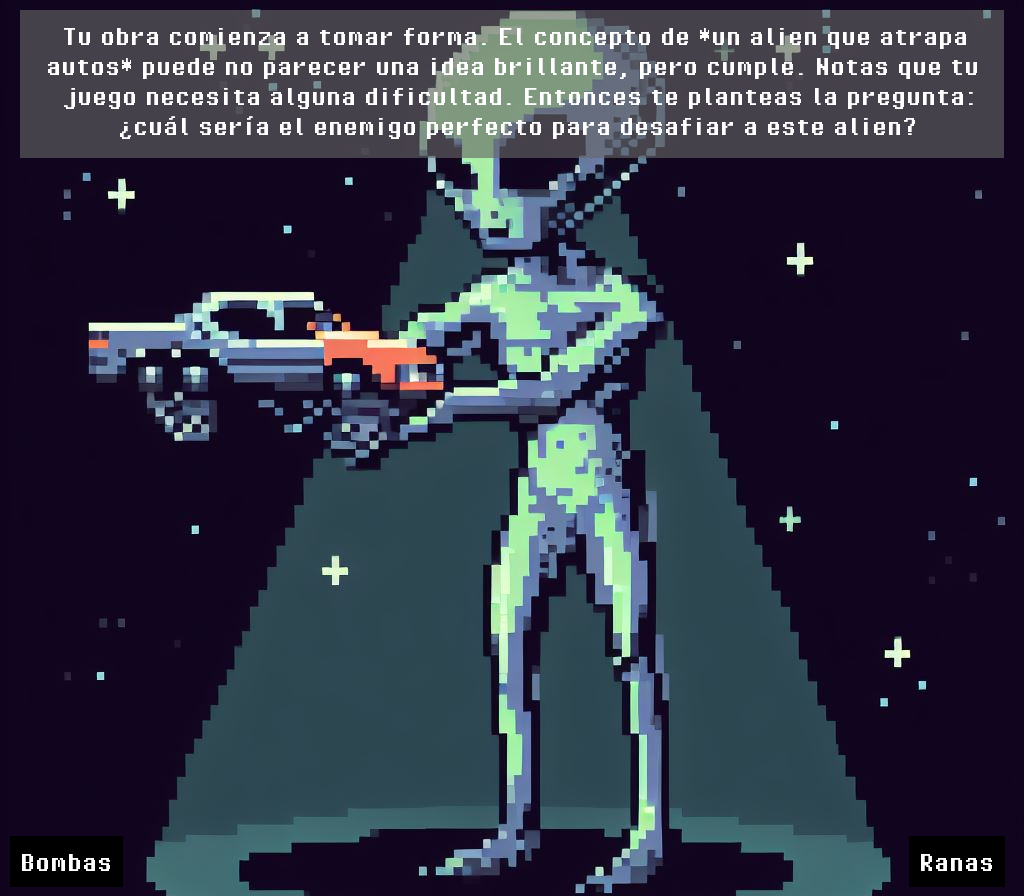 Tu obra comienza a tomar forma. El concepto de *un alien que atrapa
autos* puede no parecer una idea brillante, pero cumple. Notas que tu
juego necesita alguna dificultad. Entonces te planteas la pregunta:
¿cuál sería el enemigo perfecto para desafiar a este alien?
Bombas
Ranas